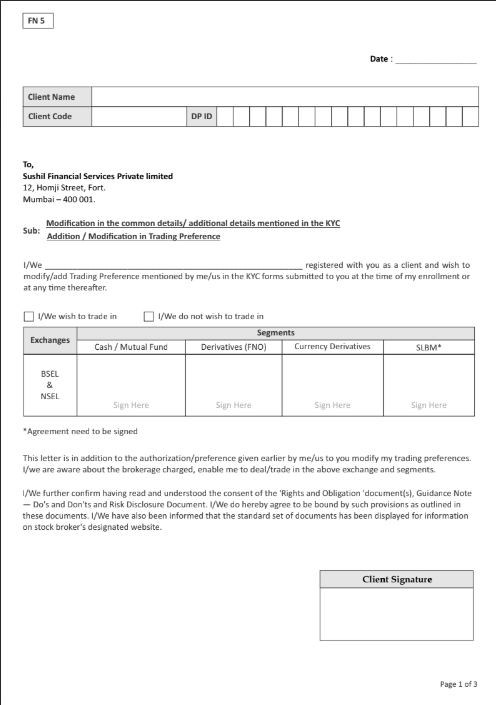 FN 5
Date : ________________
Client Name
Client Code DP ID
To,
Sushil Financial Services Private limited
12, Homji Street, Fort.
Mumbai – 400 001.
Sub: Modification in the common details/ additional details mentioned in the KYC
Addition / Modification in Trading Preference
I/We ________________ registered with you as a client and wish to
modify/add Trading Preference mentioned by me/us in the KYC forms submitted to you at the time of my enrollment or
at any time thereafter.
I/We wish to trade in I/We do not wish to trade in
Exchanges Segments
Cash / Mutual Fund Derivatives (FNO) Currency Derivatives SLBM*
BSEL
&
NSEL
Sign Here Sign Here Sign Here Sign Here
*Agreement need to be signed
This letter is in addition to the authorization/preference given earlier by me/us to you modify my trading preferences.
I/we are aware about the brokerage charged, enable me to deal/trade in the above exchange and segments.
I/We further confirm having read and understood the consent of the 'Rights and Obligation 'document(s), Guidance Note
— Do's and Don'ts and Risk Disclosure Document. I/We do hereby agree to be bound by such provisions as outlined in
these documents. I/We have also been informed that the standard set of documents has been displayed for information
on stock broker's designated website.
Client Signature
Page 1 of 3